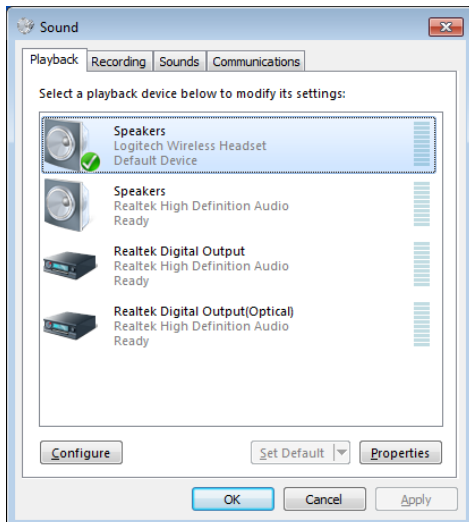 Sound
Playback Recording Sounds Communications
Select a playback device below to modify its settings:
Speakers
Logitech Wireless Headset
Default Device
Speakers
Realtek High Definition Audio
Ready
Realtek Digital Output
Realtek High Definition Audio
Ready
Realtek Digital Output(Optical)
Realtek High Definition Audio
Ready
Configure Set Default Properties
OK Cancel Apply